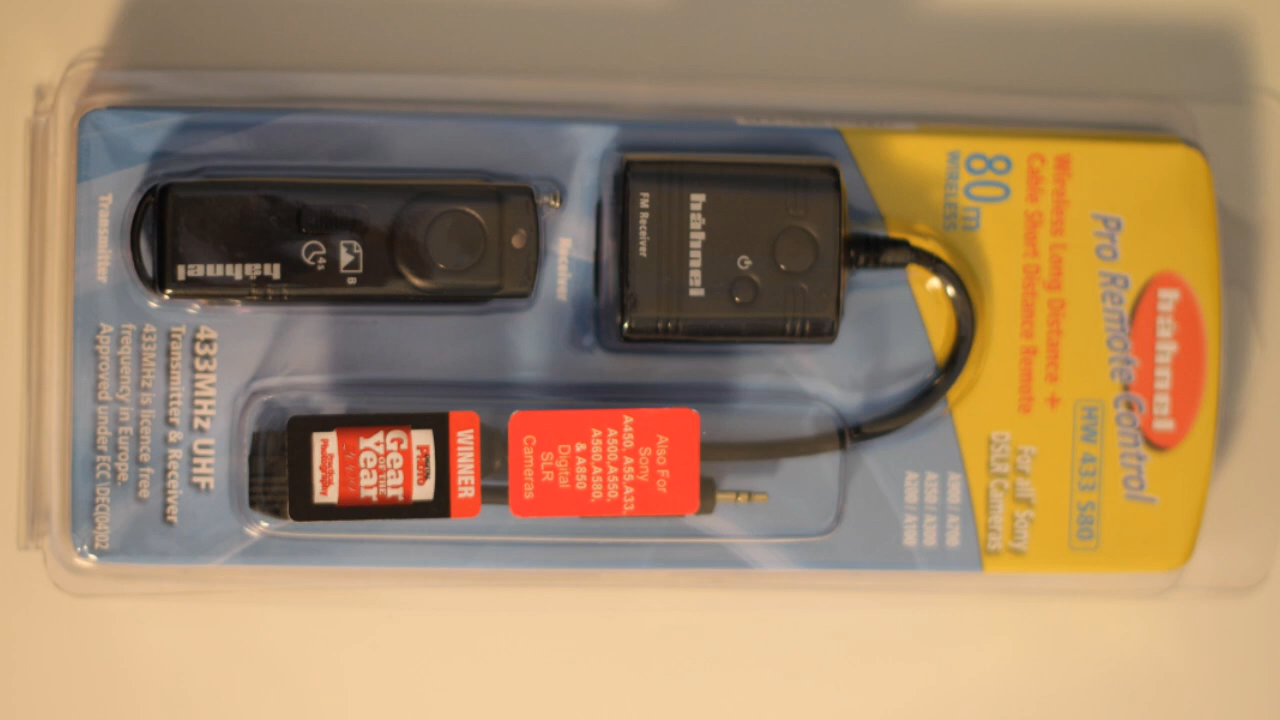 hähnel
Pro Remote Control
HW 433 S80
Wireless Long Distance +
Cable Short Distance Remote
For all Sony
DSLR Cameras
80m
WIRELESS
A900 / A700
A350 / A300
A200 / A100
hähnel
FM Receiver
Receiver
B
4s
hähnel
Transmitter
Also For
Sony
A450, A55, A33,
A500, A550,
A560, A580,
& A850
Digital
SLR
Cameras
WINNER
PHOTO
Gear
OF THE
Year
Photography
433MHz UHF
Transmitter & Receiver
433MHz is licence free
frequency in Europe.
Approved under ECC DEC(04)02